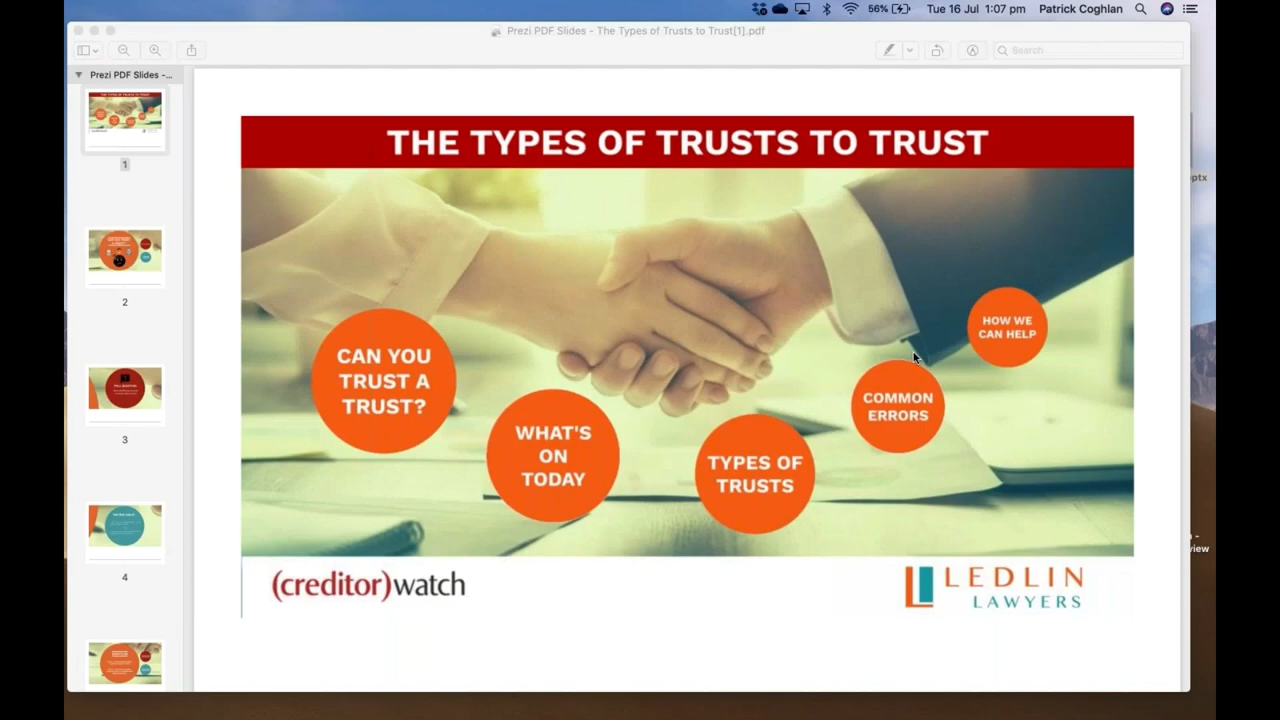 56%
Tue 16 Jul 1:07 pm
Patrick Coghlan
Prezi PDF Slides - The Types of Trusts to Trust[1].pdf
Search
Prezi PDF Slides -...
1
2
3
4
THE TYPES OF TRUSTS TO TRUST
CAN YOU
TRUST A
TRUST?
WHAT'S
ON
TODAY
TYPES OF
TRUSTS
COMMON
ERRORS
HOW WE
CAN HELP
(creditor)watch
LEDLIN
LAWYERS
ptx